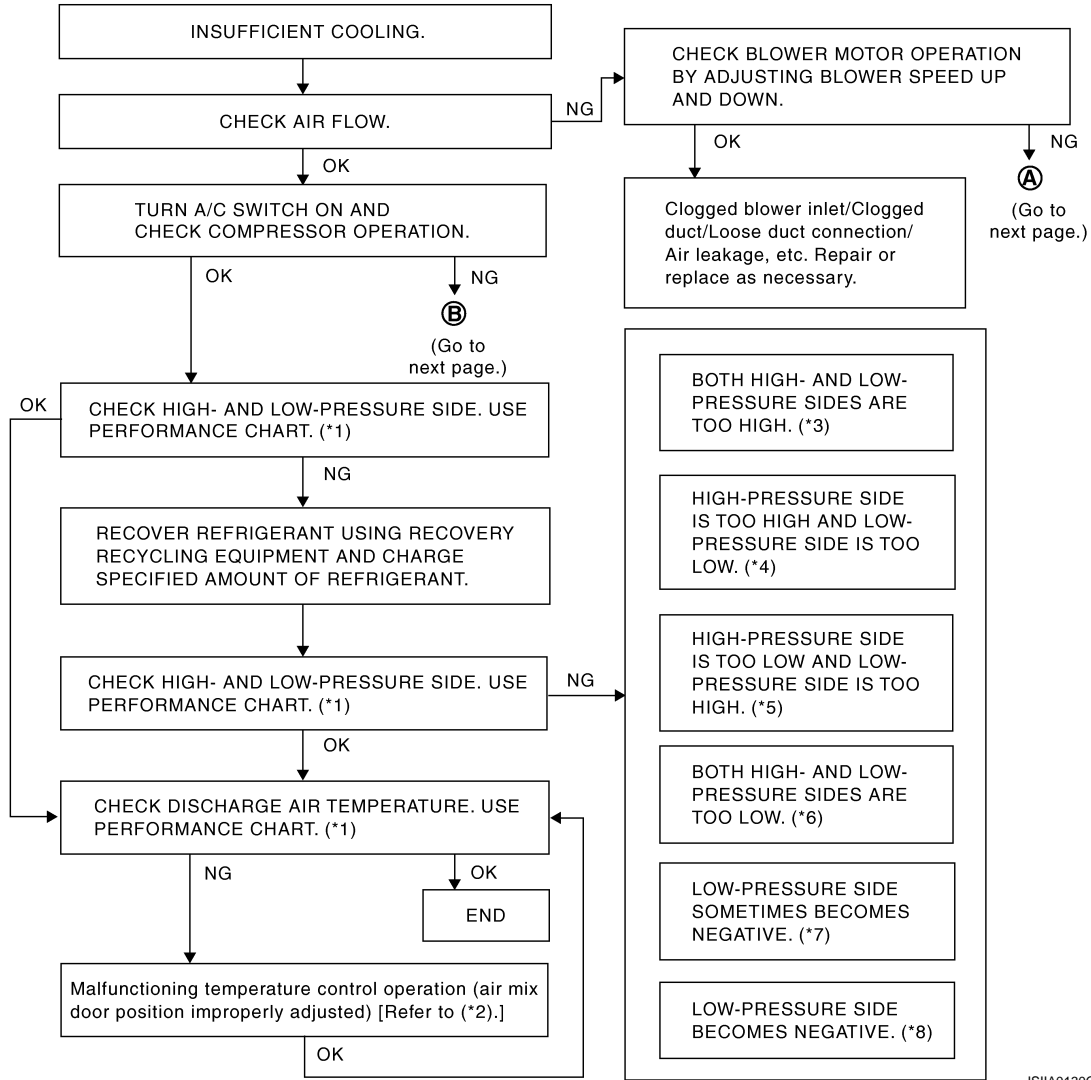 INSUFFICIENT COOLING.
CHECK AIR FLOW.
NG
CHECK BLOWER MOTOR OPERATION
BY ADJUSTING BLOWER SPEED UP
AND DOWN.
OK
NG
A
(Go to
next page.)
Clogged blower inlet/Clogged
duct/Loose duct connection/
Air leakage, etc. Repair or
replace as necessary.
OK
TURN A/C SWITCH ON AND
CHECK COMPRESSOR OPERATION.
OK
NG
B
(Go to
next page.)
OK
CHECK HIGH- AND LOW-PRESSURE SIDE. USE
PERFORMANCE CHART. (*1)
NG
RECOVER REFRIGERANT USING RECOVERY
RECYCLING EQUIPMENT AND CHARGE
SPECIFIED AMOUNT OF REFRIGERANT.
CHECK HIGH- AND LOW-PRESSURE SIDE. USE
PERFORMANCE CHART. (*1)
NG
OK
CHECK DISCHARGE AIR TEMPERATURE. USE
PERFORMANCE CHART. (*1)
NG
OK
END
Malfunctioning temperature control operation (air mix
door position improperly adjusted) [Refer to (*2).]
OK
BOTH HIGH- AND LOW-
PRESSURE SIDES ARE
TOO HIGH. (*3)
HIGH-PRESSURE SIDE
IS TOO HIGH AND LOW-
PRESSURE SIDE IS TOO
LOW. (*4)
HIGH-PRESSURE SIDE
IS TOO LOW AND LOW-
PRESSURE SIDE IS TOO
HIGH. (*5)
BOTH HIGH- AND LOW-
PRESSURE SIDES ARE
TOO LOW. (*6)
LOW-PRESSURE SIDE
SOMETIMES BECOMES
NEGATIVE. (*7)
LOW-PRESSURE SIDE
BECOMES NEGATIVE. (*8)